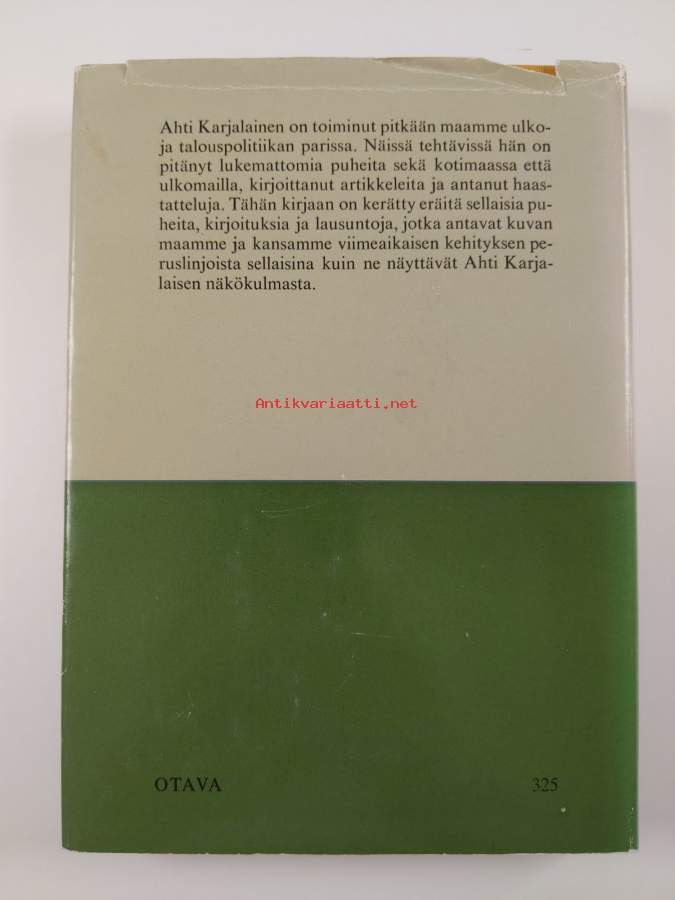 Ahti Karjalainen on toiminut pitkään maamme ulko-
ja talouspolitiikan parissa. Näissä tehtävissä hän on
pitänyt lukemattomia puheita sekä kotimaassa että
ulkomailla, kirjoittanut artikkeleita ja antanut haas-
tatteluja. Tähän kirjaan on kerätty eräitä sellaisia pu-
heita, kirjoituksia ja lausuntoja, jotka antavat kuvan
maamme ja kansamme viimeaikaisen kehityksen pe-
ruslinjoista sellaisina kuin ne näyttävät Ahti Karja-
laisen näkökulmasta.
Antikvariaatti.net
OTAVA 325